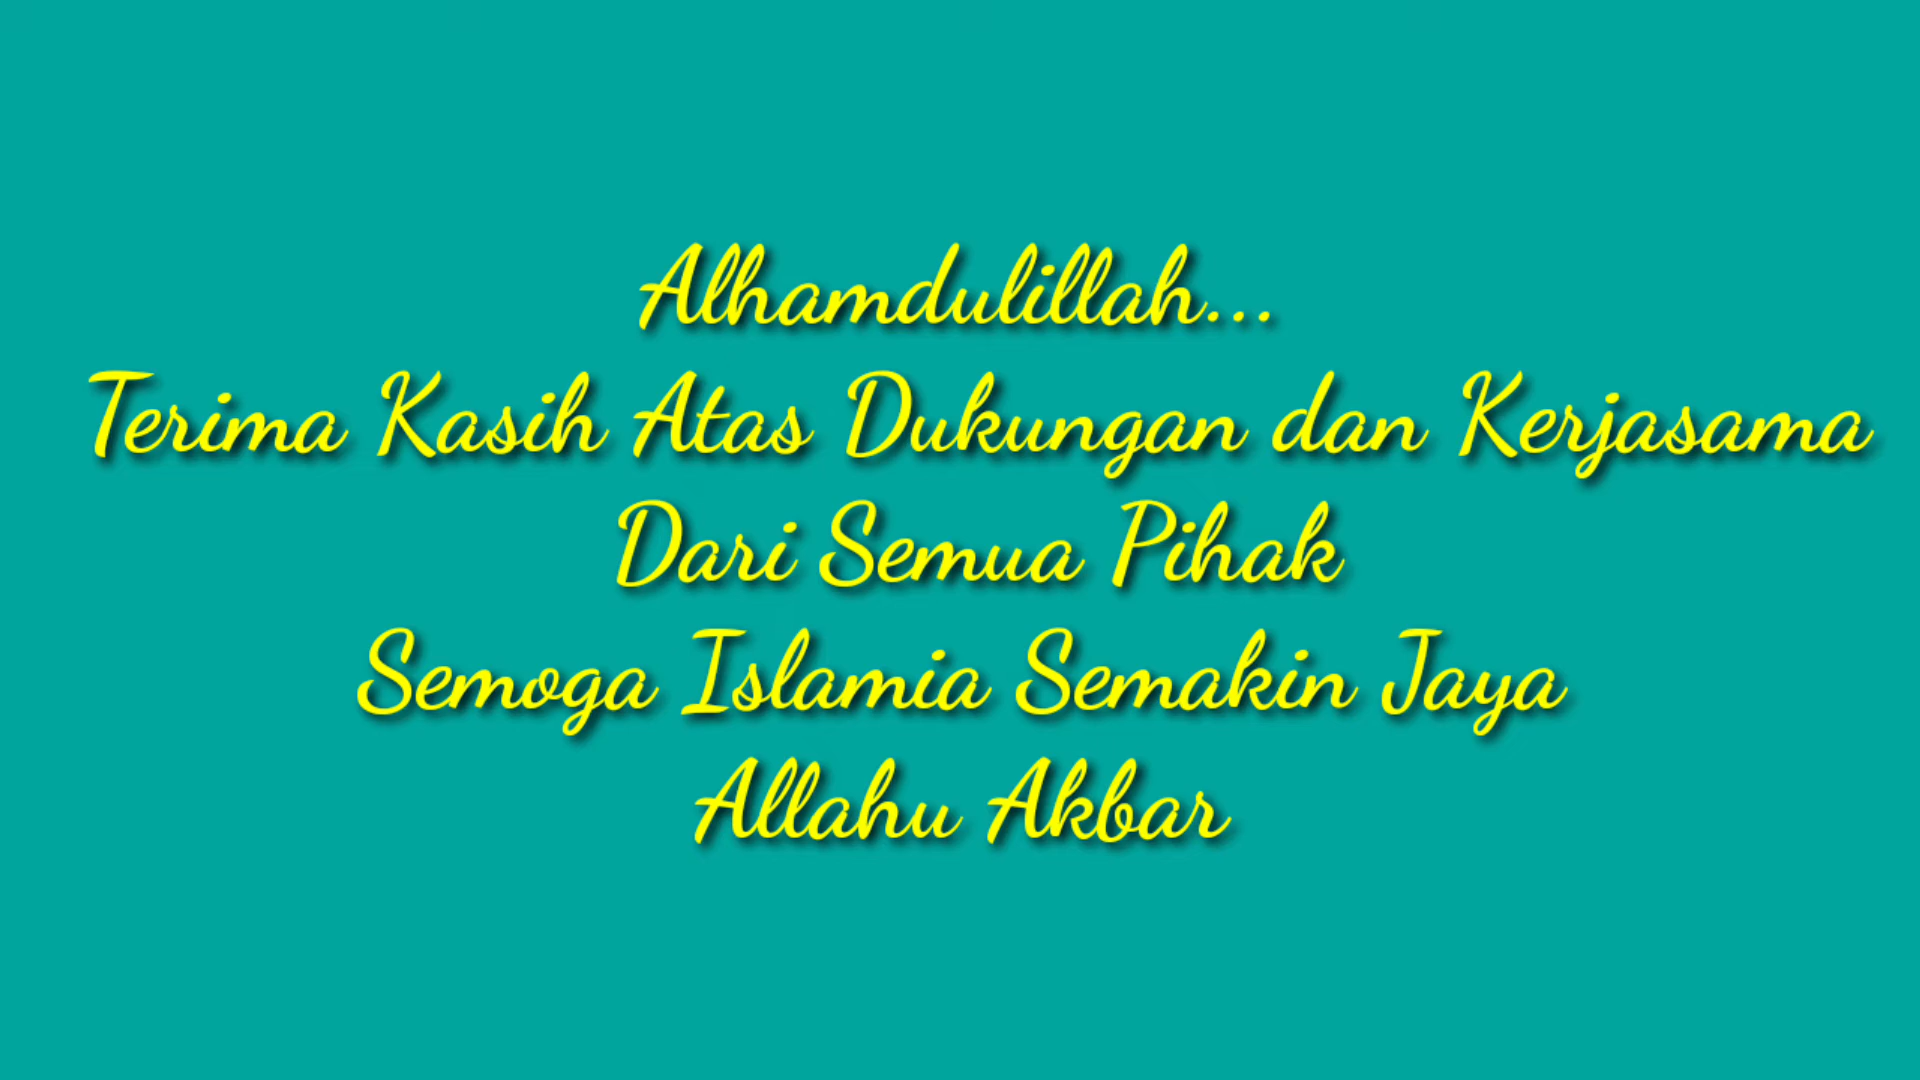 Alhamdulillah...
Terima Kasih Atas Dukungan dan Kerjasama
Dari Semua Pihak
Semoga Islamia Semakin Jaya
Allahu Akbar